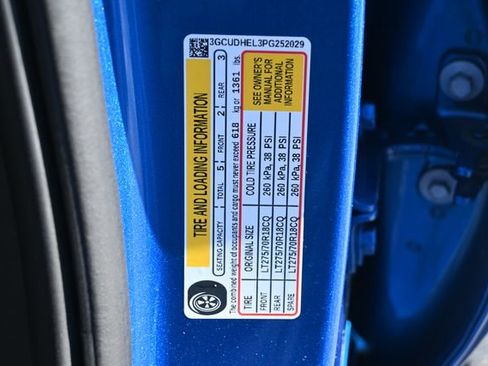 3GCUDHEL3PG252029
TIRE AND LOADING INFORMATION
SEATING CAPACITY TOTAL 5 FRONT 2 REAR 3
The combined weight of occupants and cargo must never exceed 618 kg or 1361 lbs.
TIRE ORIGINAL SIZE COLD TIRE PRESSURE
FRONT LT275/70R18CQ 260 kPa, 38 PSI
REAR LT275/70R18CQ 260 kPa, 38 PSI
SPARE LT275/70R18CQ 260 kPa, 38 PSI
SEE OWNER'S
MANUAL FOR
ADDITIONAL
INFORMATION